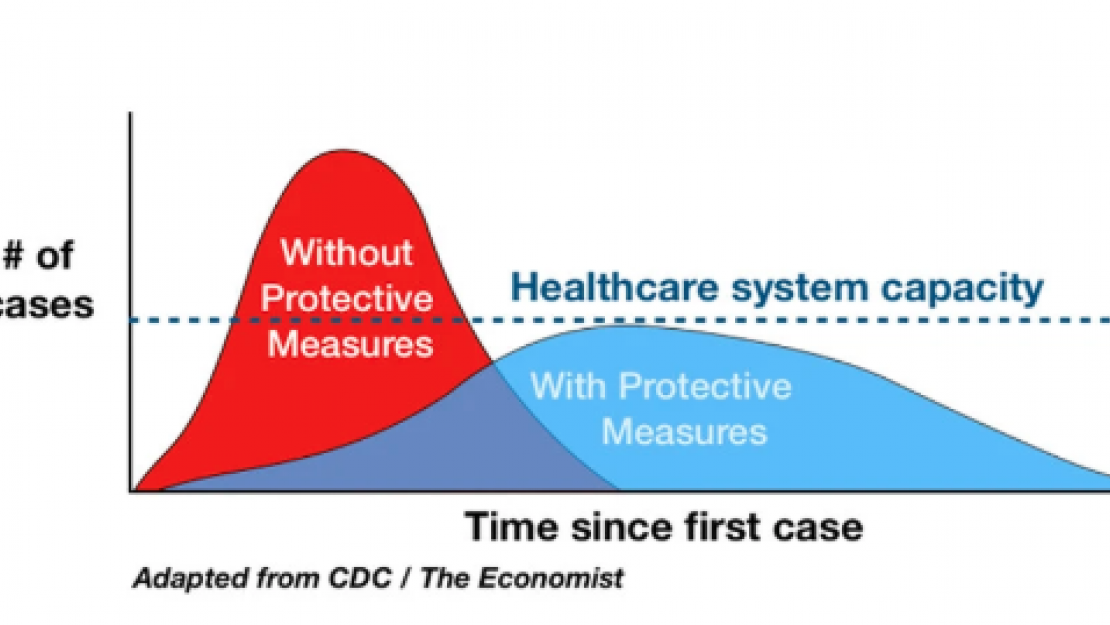 # of
cases
Without
Protective
Measures
Healthcare system capacity
With Protective
Measures
Time since first case
Adapted from CDC / The Economist